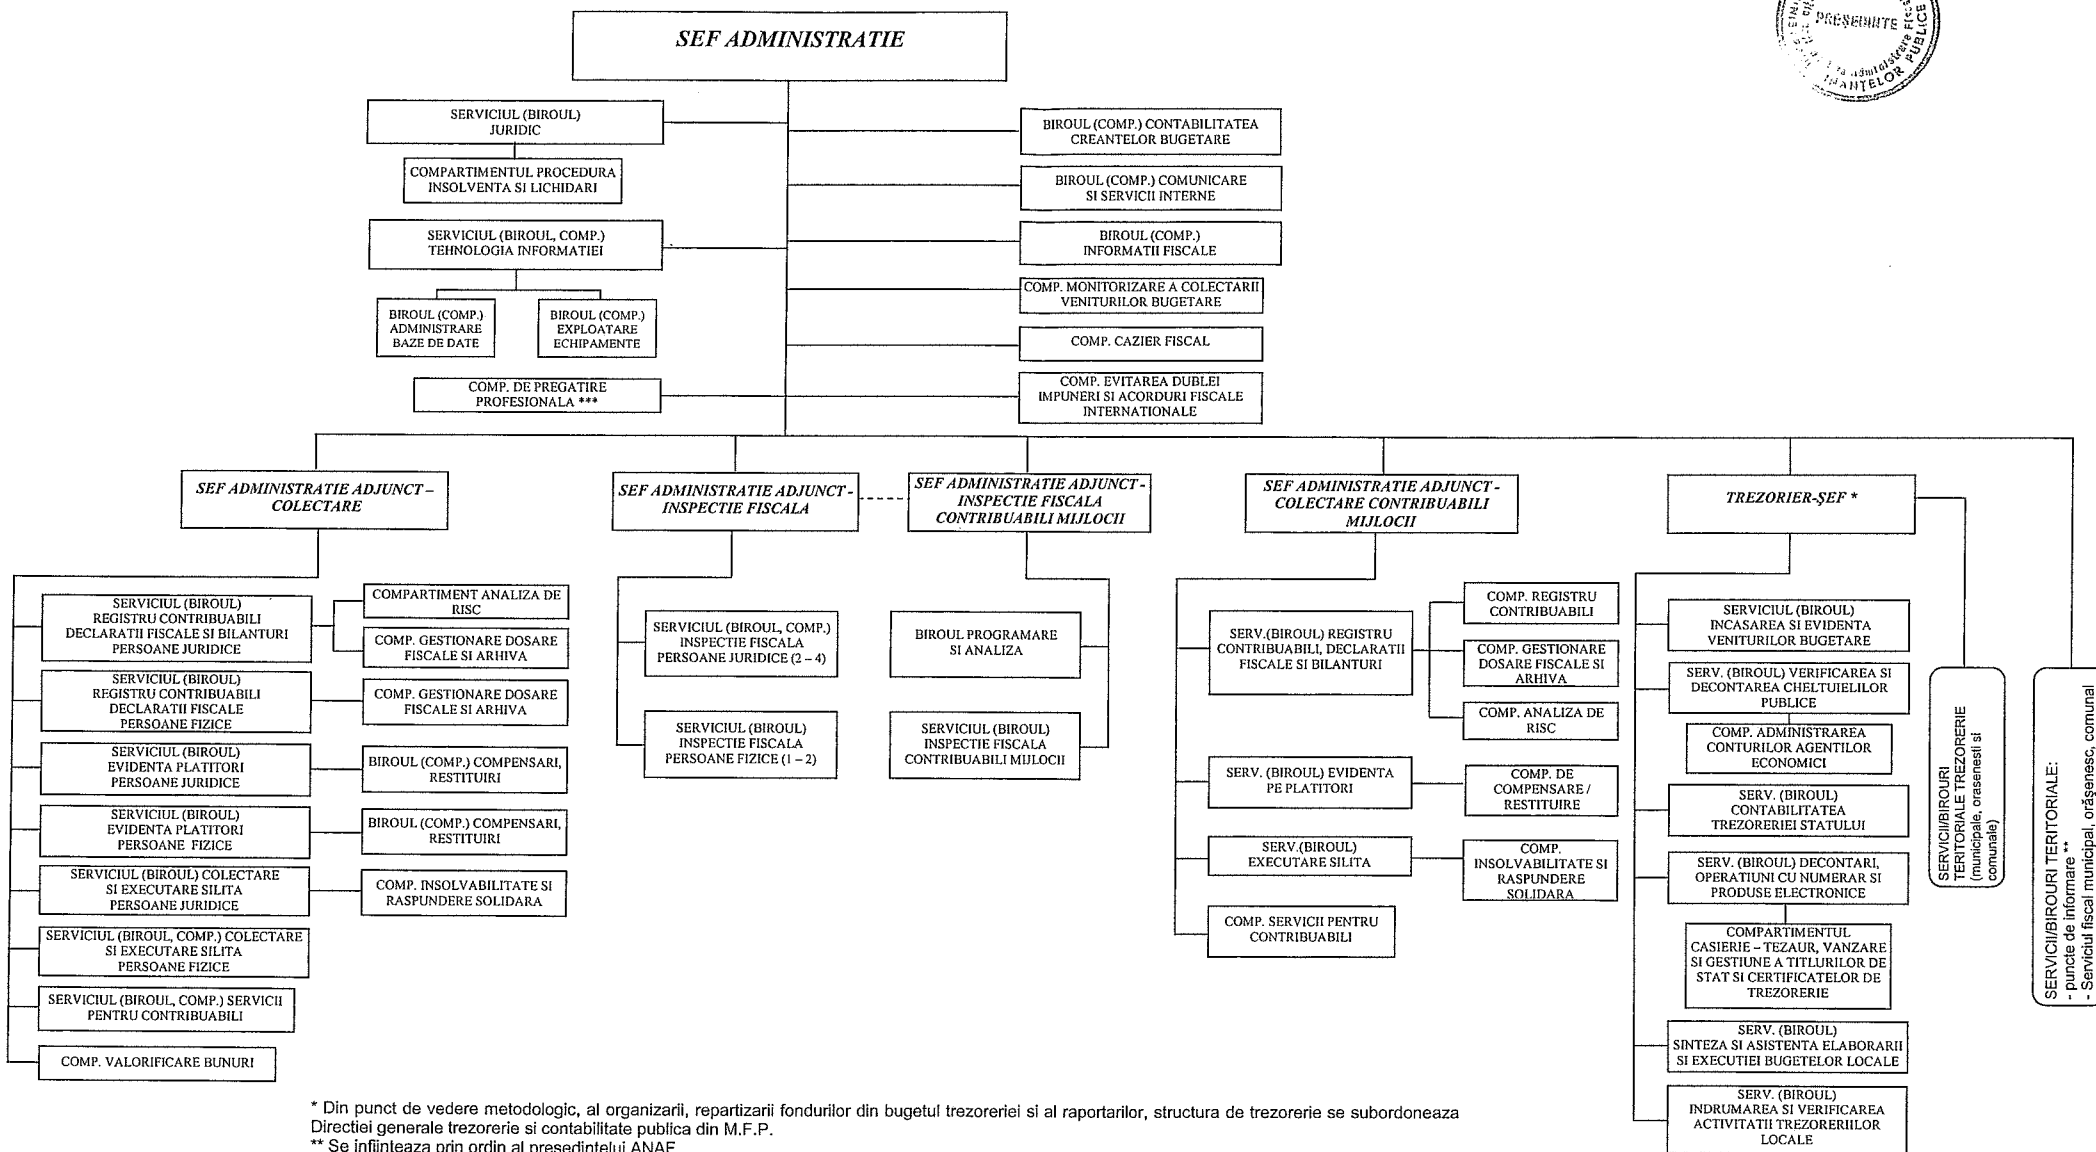 PRESEDINTE
SEF ADMINISTRATIE
SERVICIUL (BIROUL)
JURIDIC
COMPARTIMENTUL PROCEDURA
INSOLVENTA SI LICHIDARI
SERVICIUL (BIROUL, COMP.)
TEHNOLOGIA INFORMATIEI
BIROUL (COMP.)
ADMINISTRARE
BAZE DE DATE
BIROUL (COMP.)
EXPLOATARE
ECHIPAMENTE
COMP. DE PREGATIRE
PROFESIONALA ***
BIROUL (COMP.) CONTABILITATEA
CREANTELOR BUGETARE
BIROUL (COMP.) COMUNICARE
SI SERVICII INTERNE
BIROUL (COMP.)
INFORMATII FISCALE
COMP. MONITORIZARE A COLECTARII
VENITURILOR BUGETARE
COMP. CAZIER FISCAL
COMP. EVITAREA DUBLEI
IMPUNERI SI ACORDURI FISCALE
INTERNATIONALE
SEF ADMINISTRATIE ADJUNCT –
COLECTARE
SERVICIUL (BIROUL)
REGISTRU CONTRIBUABILI
DECLARATII FISCALE SI BILANTURI
PERSOANE JURIDICE
COMPARTIMENT ANALIZA DE
RISC
COMP. GESTIONARE DOSARE
FISCALE SI ARHIVA
SERVICIUL (BIROUL)
REGISTRU CONTRIBUABILI
DECLARATII FISCALE
PERSOANE FIZICE
COMP. GESTIONARE DOSARE
FISCALE SI ARHIVA
SERVICIUL (BIROUL)
EVIDENTA PLATITORI
PERSOANE JURIDICE
BIROUL (COMP.) COMPENSARI,
RESTITUIRI
SERVICIUL (BIROUL)
EVIDENTA PLATITORI
PERSOANE FIZICE
BIROUL (COMP.) COMPENSARI,
RESTITUIRI
SERVICIUL (BIROUL) COLECTARE
SI EXECUTARE SILITA
PERSOANE JURIDICE
COMP. INSOLVABILITATE SI
RASPUNDERE SOLIDARA
SERVICIUL (BIROUL, COMP.) COLECTARE
SI EXECUTARE SILITA
PERSOANE FIZICE
SERVICIUL (BIROUL, COMP.) SERVICII
PENTRU CONTRIBUABILI
COMP. VALORIFICARE BUNURI
SEF ADMINISTRATIE ADJUNCT -
INSPECTIE FISCALA
SERVICIUL (BIROUL, COMP.)
INSPECTIE FISCALA
PERSOANE JURIDICE (2 – 4)
SERVICIUL (BIROUL)
INSPECTIE FISCALA
PERSOANE FIZICE (1 – 2)
SEF ADMINISTRATIE ADJUNCT -
INSPECTIE FISCALA
CONTRIBUABILI MIJLOCII
BIROUL PROGRAMARE
SI ANALIZA
SERVICIUL (BIROUL)
INSPECTIE FISCALA
CONTRIBUABILI MIJLOCII
SEF ADMINISTRATIE ADJUNCT -
COLECTARE CONTRIBUABILI
MIJLOCII
SERV.(BIROUL) REGISTRU
CONTRIBUABILI, DECLARATII
FISCALE SI BILANTURI
COMP. REGISTRU
CONTRIBUABILI
COMP. GESTIONARE
DOSARE FISCALE SI
ARHIVA
COMP. ANALIZA DE
RISC
SERV. (BIROUL) EVIDENTA
PE PLATITORI
COMP. DE
COMPENSARE /
RESTITUIRE
SERV.(BIROUL)
EXECUTARE SILITA
COMP.
INSOLVABILITATE SI
RASPUNDERE
SOLIDARA
COMP. SERVICII PENTRU
CONTRIBUABILI
TREZORIER-ŞEF *
SERVICIUL (BIROUL)
INCASAREA SI EVIDENTA
VENITURILOR BUGETARE
SERV. (BIROUL) VERIFICAREA SI
DECONTAREA CHELTUIELILOR
PUBLICE
COMP. ADMINISTRAREA
CONTURILOR AGENTILOR
ECONOMICI
SERV. (BIROUL)
CONTABILITATEA
TREZORERIEI STATULUI
SERV. (BIROUL) DECONTARI,
OPERATIUNI CU NUMERAR SI
PRODUSE ELECTRONICE
COMPARTIMENTUL
CASIERIE – TEZAUR, VANZARE
SI GESTIUNE A TITLURILOR DE
STAT SI CERTIFICATELOR DE
TREZORERIE
SERV. (BIROUL)
SINTEZA SI ASISTENTA ELABORARII
SI EXECUTIEI BUGETELOR LOCALE
SERV. (BIROUL)
INDRUMAREA SI VERIFICAREA
ACTIVITATII TREZORERIILOR
LOCALE
SERVICII/BIROURI
TERITORIALE TREZORERIE
(municipale, orasenesti si
comunale)
SERVICII/BIROURI TERITORIALE:
- puncte de informare **
- Serviciul fiscal municipal, orăşenesc, comunal
* Din punct de vedere metodologic, al organizarii, repartizarii fondurilor din bugetul trezoreriei si al raportarilor, structura de trezorerie se subordoneaza
Directiei generale trezorerie si contabilitate publica din M.F.P.
** Se infiinteaza prin ordin al presedintelui ANAF